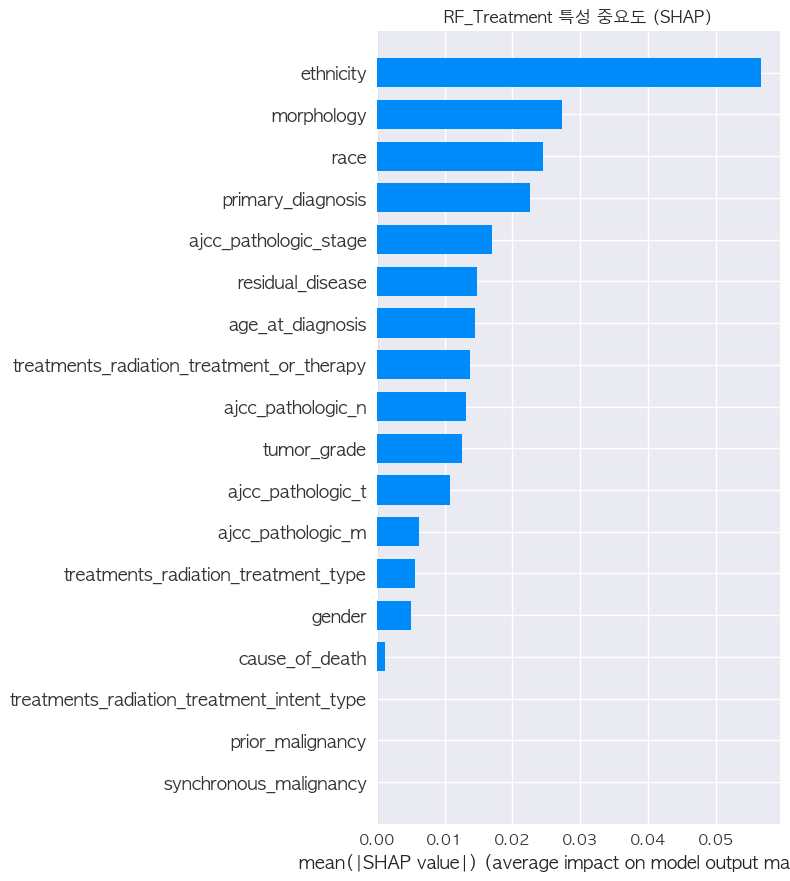 RF_Treatment 특성 중요도 (SHAP)
ethnicity
morphology
race
primary_diagnosis
ajcc_pathologic_stage
residual_disease
age_at_diagnosis
treatments_radiation_treatment_or_therapy
ajcc_pathologic_n
tumor_grade
ajcc_pathologic_t
ajcc_pathologic_m
treatments_radiation_treatment_type
gender
cause_of_death
treatments_radiation_treatment_intent_type
prior_malignancy
synchronous_malignancy
0.00 0.01 0.02 0.03 0.04 0.05
mean(|SHAP value|) (average impact on model output ma